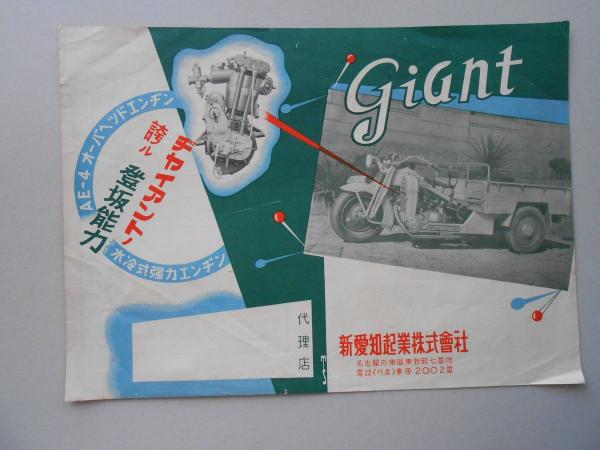 Giant
AE-4 オーバヘッドエンヂン
ヂヤイアントノ
誇ル
登坂能力
水冷式强力エンヂン
代理店
新愛知起業株式會社
名古屋市東區東新町七番地
電話(代表)東④2002番